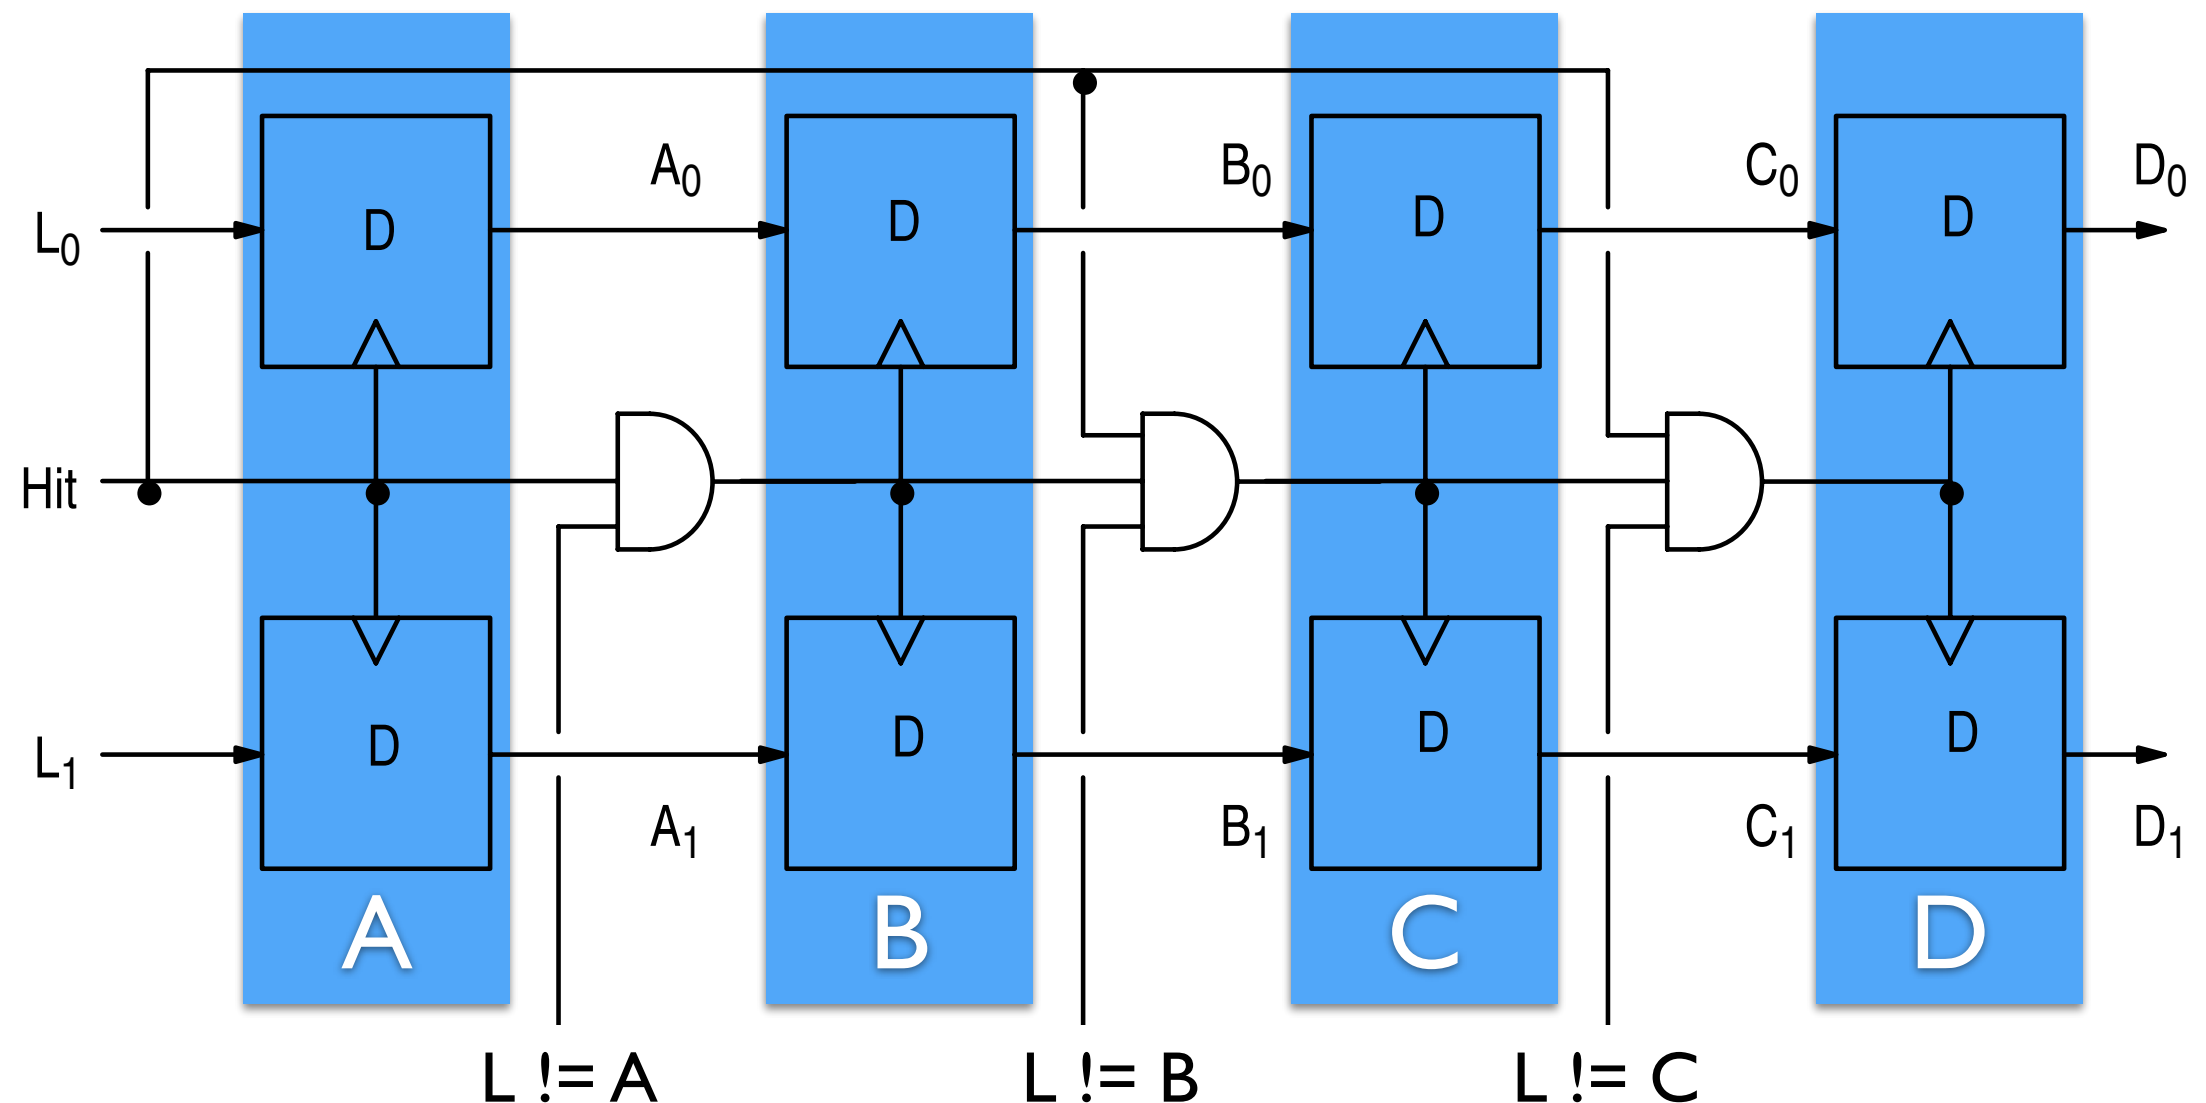 A₀ B₀ C₀ D₀
D D D D
L₀
Hit
L₁
D D D D
A₁ B₁ C₁ D₁
A B C D
L != A L != B L != C